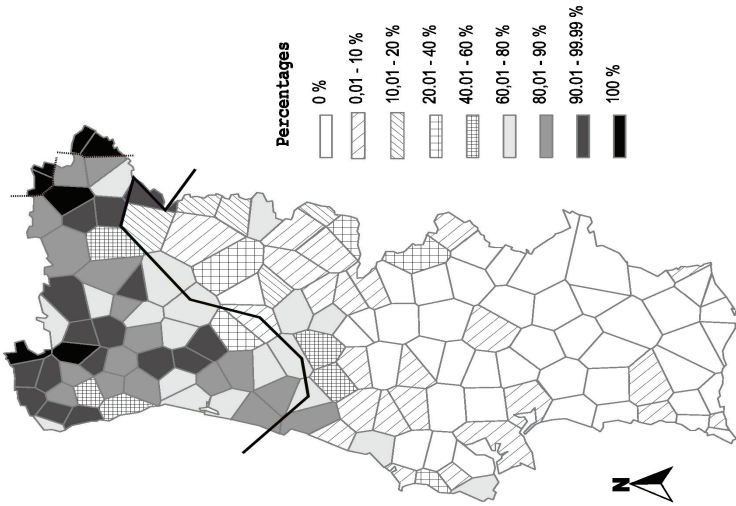 Percentages
0 %
0,01 - 10 %
10,01 - 20 %
20.01 - 40 %
40.01 - 60 %
60,01 - 80 %
80,01 - 90 %
90.01 - 99.99 %
100 %
N